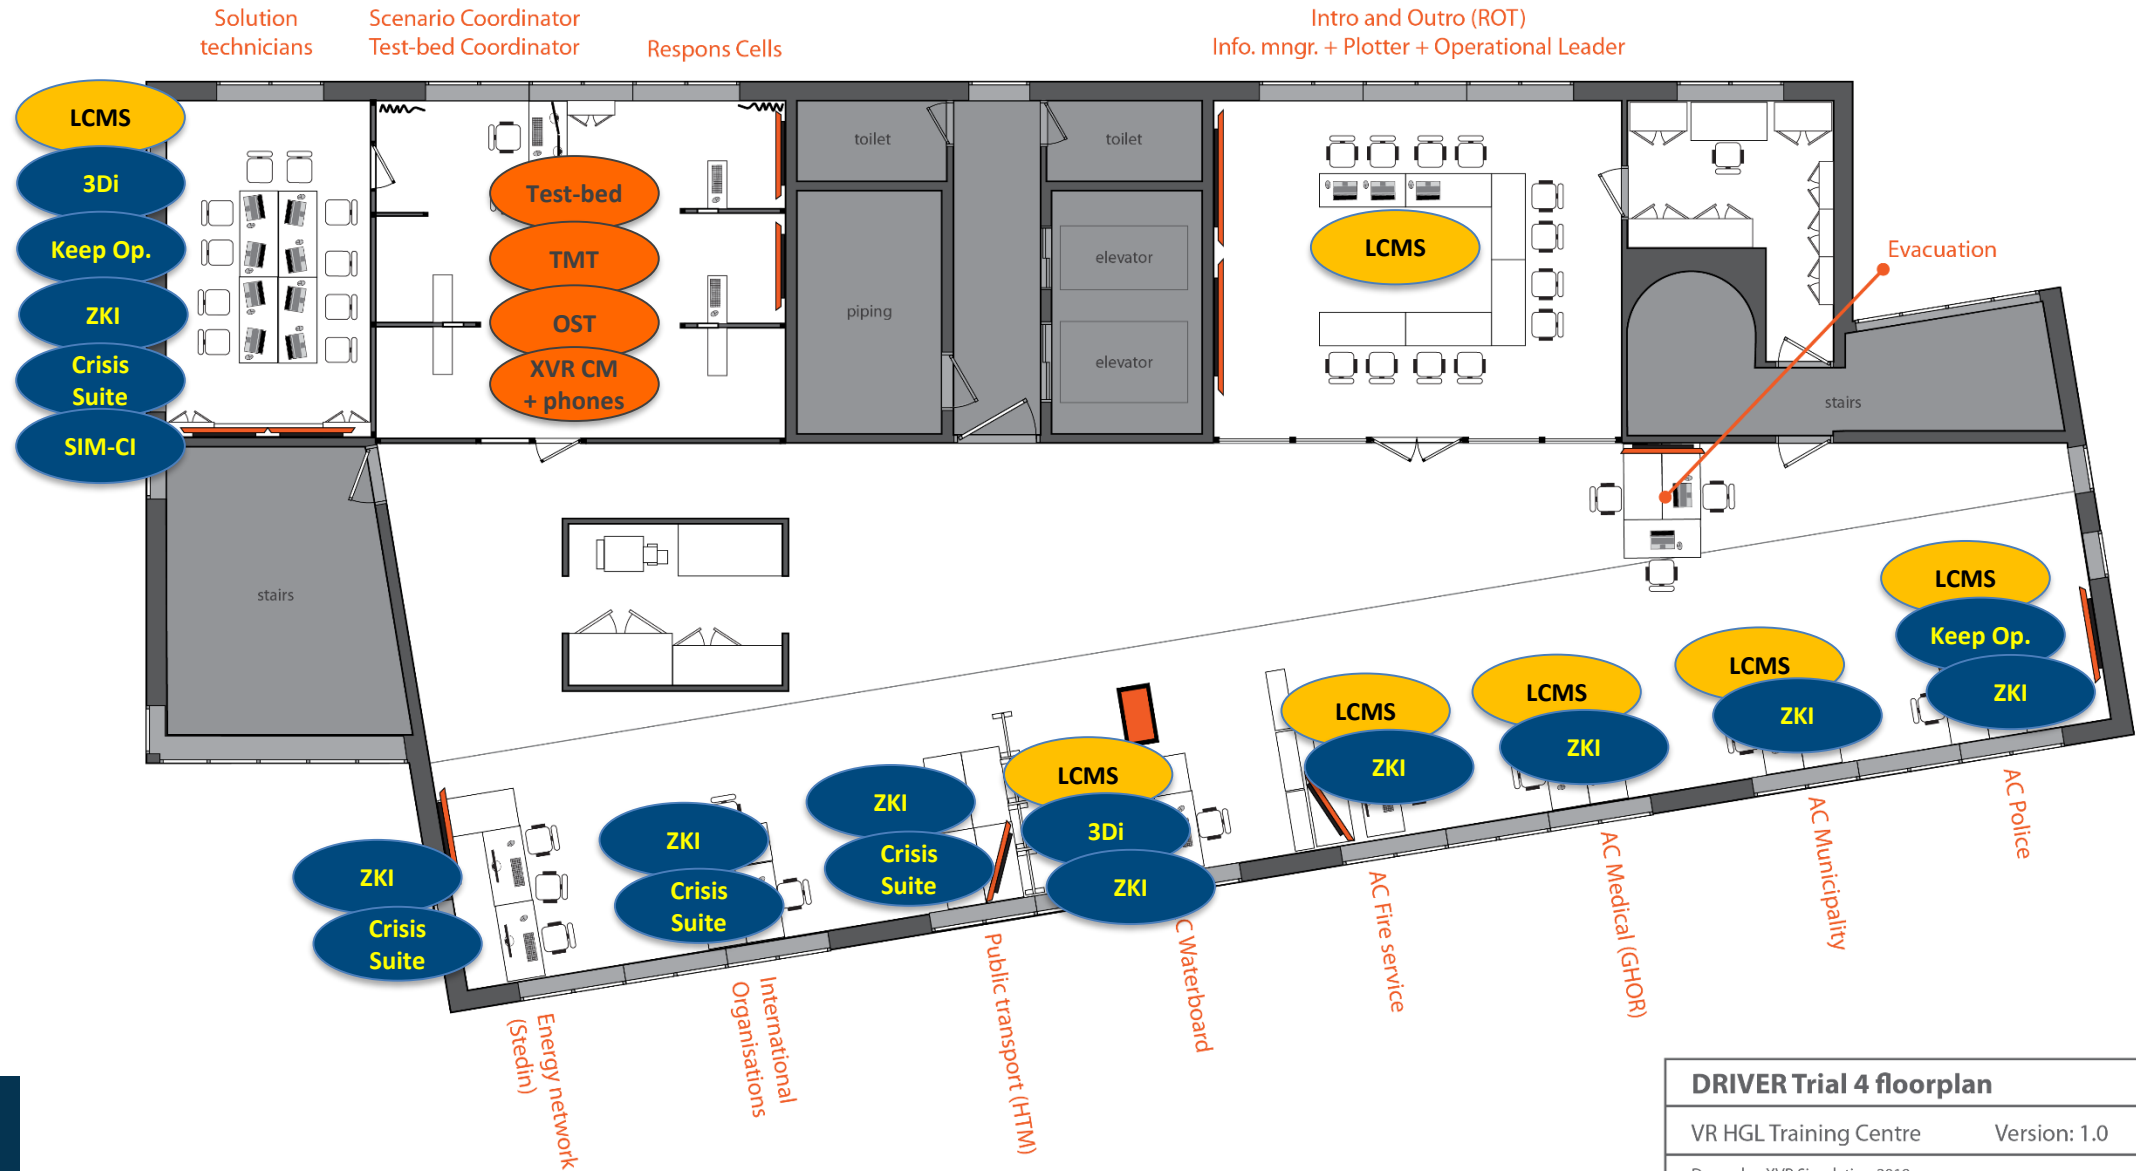 Solution
technicians
Scenario Coordinator
Test-bed Coordinator
Respons Cells
Intro and Outro (ROT)
Info. mngr. + Plotter + Operational Leader
LCMS
3Di
Keep Op.
ZKI
Crisis
Suite
SIM-CI
Test-bed
TMT
OST
XVR CM
+ phones
toilet
piping
toilet
elevator
elevator
LCMS
Evacuation
stairs
stairs
ZKI
Crisis
Suite
Energy network
(Stedin)
ZKI
Crisis
Suite
International
Organisations
ZKI
Crisis
Suite
Public transport (HTM)
LCMS
3Di
ZKI
C Waterboard
LCMS
ZKI
AC Fire service
LCMS
ZKI
AC Medical (GHOR)
LCMS
ZKI
AC Municipality
LCMS
Keep Op.
ZKI
AC Police
DRIVER Trial 4 floorplan
VR HGL Training Centre Version: 1.0